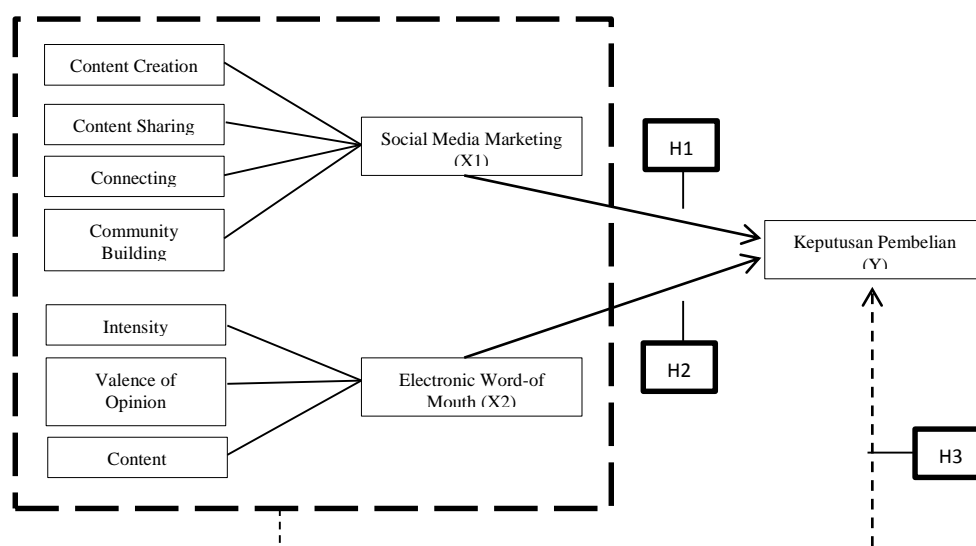 Content Creation
Content Sharing
Connecting
Community
Building
Social Media Marketing
(X1)
Intensity
Valence of
Opinion
Content
Electronic Word-of
Mouth (X2)
H1
H2
Keputusan Pembelian
(Y)
H3